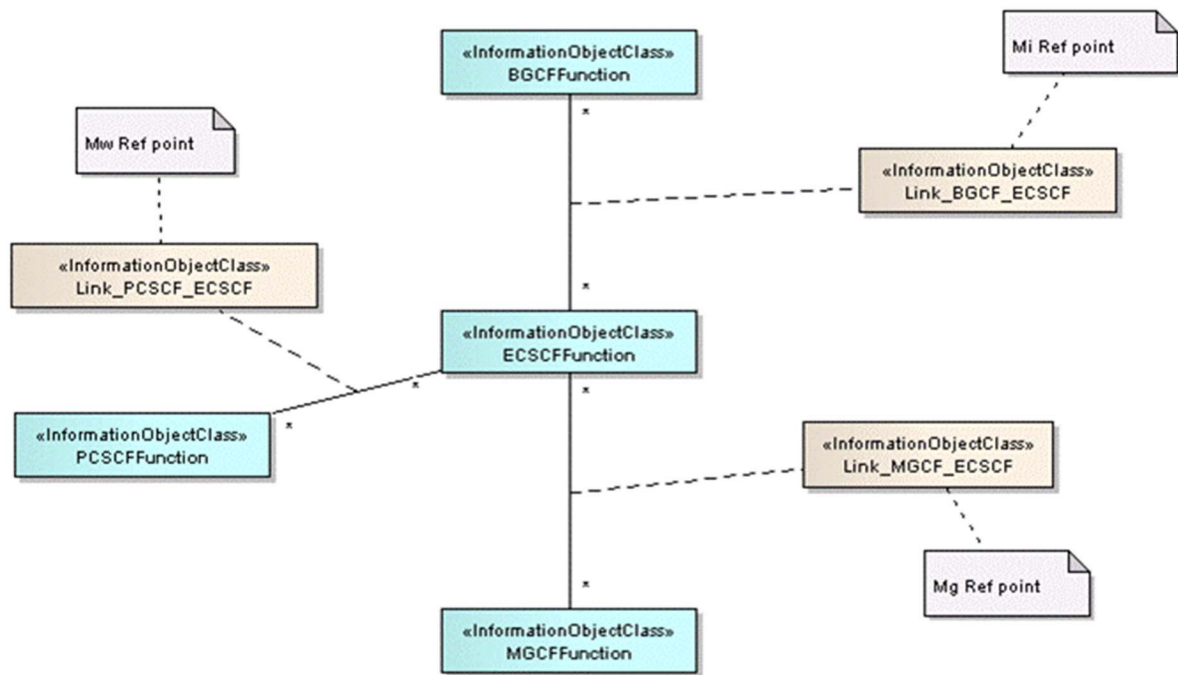 «InformationObjectClass»
BGCFFunction
Mi Ref point
*
Mw Ref point
«InformationObjectClass»
Link_BGCF_ECSCF
«InformationObjectClass»
Link_PCSCF_ECSCF
*
«InformationObjectClass»
ECSCFFunction
*
*
*
«InformationObjectClass»
PCSCFFunction
«InformationObjectClass»
Link_MGCF_ECSCF
Mg Ref point
*
«InformationObjectClass»
MGCFFunction